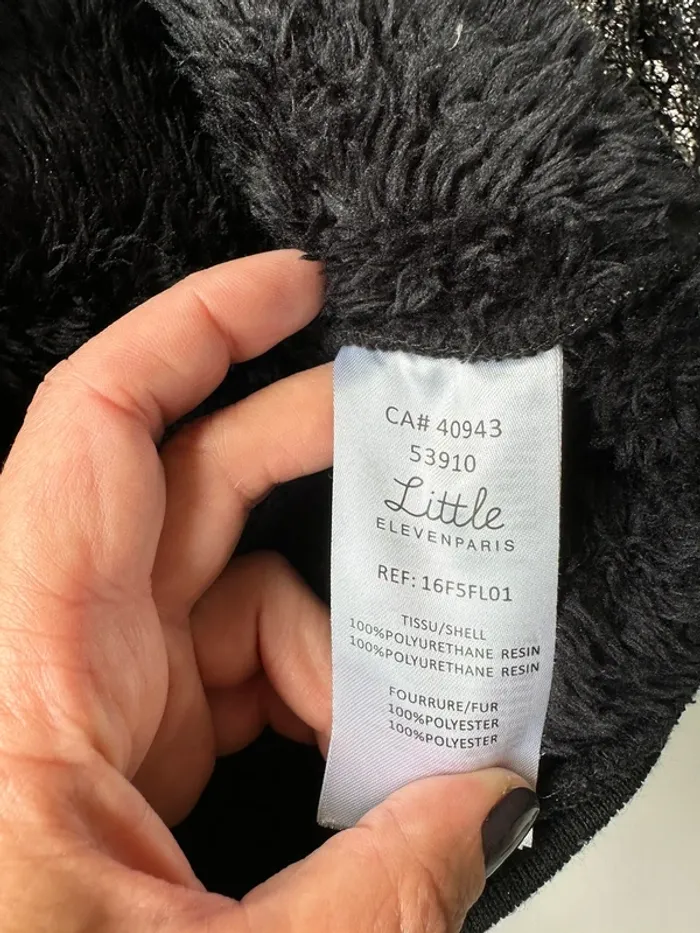 CA# 40943
53910
Little
ELEVENPARIS
REF: 16F5FL01
TISSU/SHELL
100%POLYURETHANE RESIN
100%POLYURETHANE RESIN
FOURRURE/FUR
100%POLYESTER
100%POLYESTER